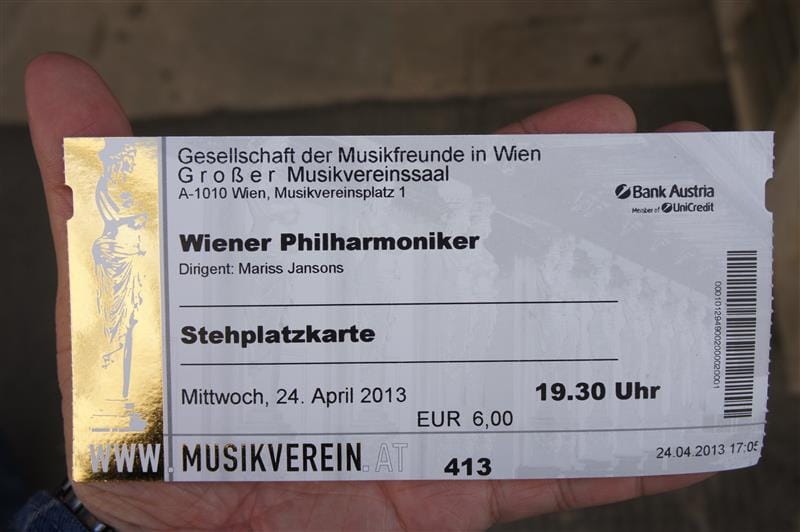 Gesellschaft der Musikfreunde in Wien
Großer Musikvereinssaal
A-1010 Wien, Musikvereinsplatz 1
Bank Austria
Member of UniCredit
Wiener Philharmoniker
Dirigent: Mariss Jansons
Stehplatzkarte
Mittwoch, 24. April 2013
19.30 Uhr
EUR 6,00
WWW.MUSIKVEREIN.AT
413
24.04.2013 17:05